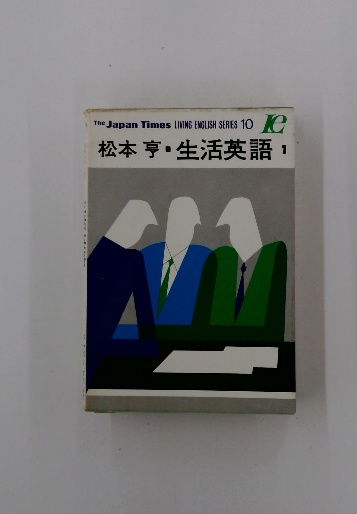 The Japan Times LIVING ENGLISH SERIES 10 le
松本 亨・生活英語 1